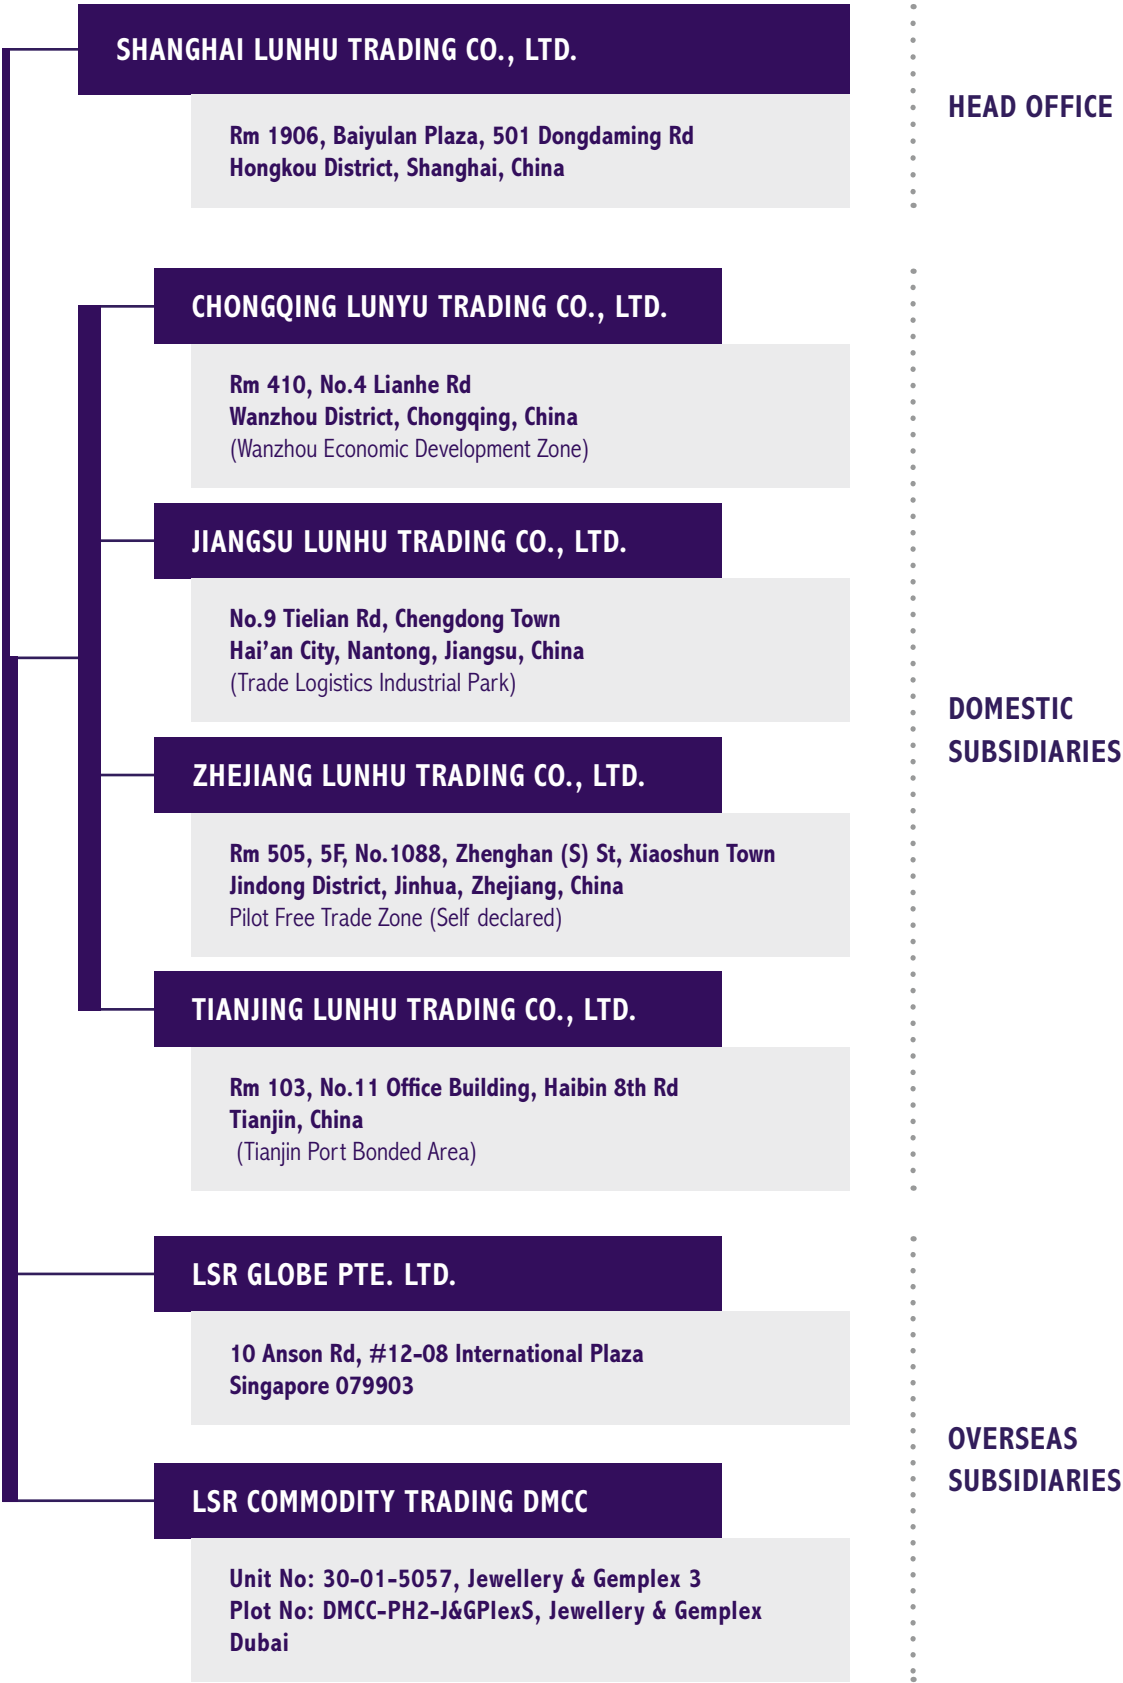 SHANGHAI LUNHU TRADING CO., LTD.
Rm 1906, Baiyulan Plaza, 501 Dongdaming Rd
Hongkou District, Shanghai, China
HEAD OFFICE
CHONGQING LUNYU TRADING CO., LTD.
Rm 410, No.4 Lianhe Rd
Wanzhou District, Chongqing, China
(Wanzhou Economic Development Zone)
JIANGSU LUNHU TRADING CO., LTD.
No.9 Tielian Rd, Chengdong Town
Hai’an City, Nantong, Jiangsu, China
(Trade Logistics Industrial Park)
ZHEJIANG LUNHU TRADING CO., LTD.
Rm 505, 5F, No.1088, Zhenghan (S) St, Xiaoshun Town
Jindong District, Jinhua, Zhejiang, China
Pilot Free Trade Zone (Self declared)
TIANJING LUNHU TRADING CO., LTD.
Rm 103, No.11 Office Building, Haibin 8th Rd
Tianjin, China
(Tianjin Port Bonded Area)
DOMESTIC
SUBSIDIARIES
LSR GLOBE PTE. LTD.
10 Anson Rd, #12-08 International Plaza
Singapore 079903
LSR COMMODITY TRADING DMCC
Unit No: 30-01-5057, Jewellery & Gemplex 3
Plot No: DMCC-PH2-J&GPlexS, Jewellery & Gemplex
Dubai
OVERSEAS
SUBSIDIARIES